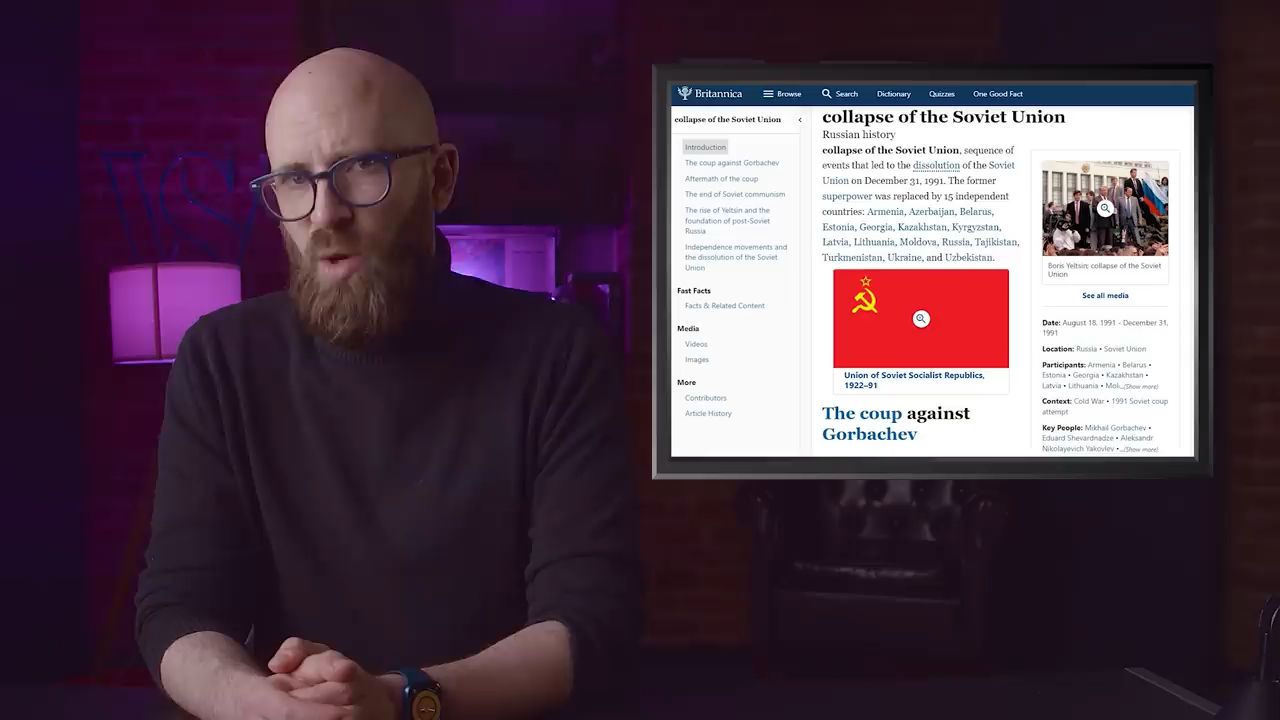 Britannica
Browse
Search
Dictionary
Quizzes
One Good Fact
collapse of the Soviet Union
Introduction
The coup against Gorbachev
Aftermath of the coup
The end of Soviet communism
The rise of Yeltsin and the
foundation of post-Soviet
Russia
Independence movements and
the dissolution of the Soviet
Union
Fast Facts
Facts & Related Content
Media
Videos
Images
More
Contributors
Article History
collapse of the Soviet Union
Russian history
collapse of the Soviet Union, sequence of
events that led to the dissolution of the Soviet
Union on December 31, 1991. The former
superpower was replaced by 15 independent
countries: Armenia, Azerbaijan, Belarus,
Estonia, Georgia, Kazakhstan, Kyrgyzstan,
Latvia, Lithuania, Moldova, Russia, Tajikistan,
Turkmenistan, Ukraine, and Uzbekistan.
Union of Soviet Socialist Republics,
1922–91
The coup against
Gorbachev
Boris Yeltsin; collapse of the Soviet
Union
See all media
Date: August 18, 1991 - December 31,
1991
Location: Russia • Soviet Union
Participants: Armenia • Belarus •
Estonia • Georgia • Kazakhstan •
Latvia • Lithuania • Mol...(Show more)
Context: Cold War • 1991 Soviet coup
attempt
Key People: Mikhail Gorbachev •
Eduard Shevardnadze • Aleksandr
Nikolayevich Yakovlev •...(Show more)